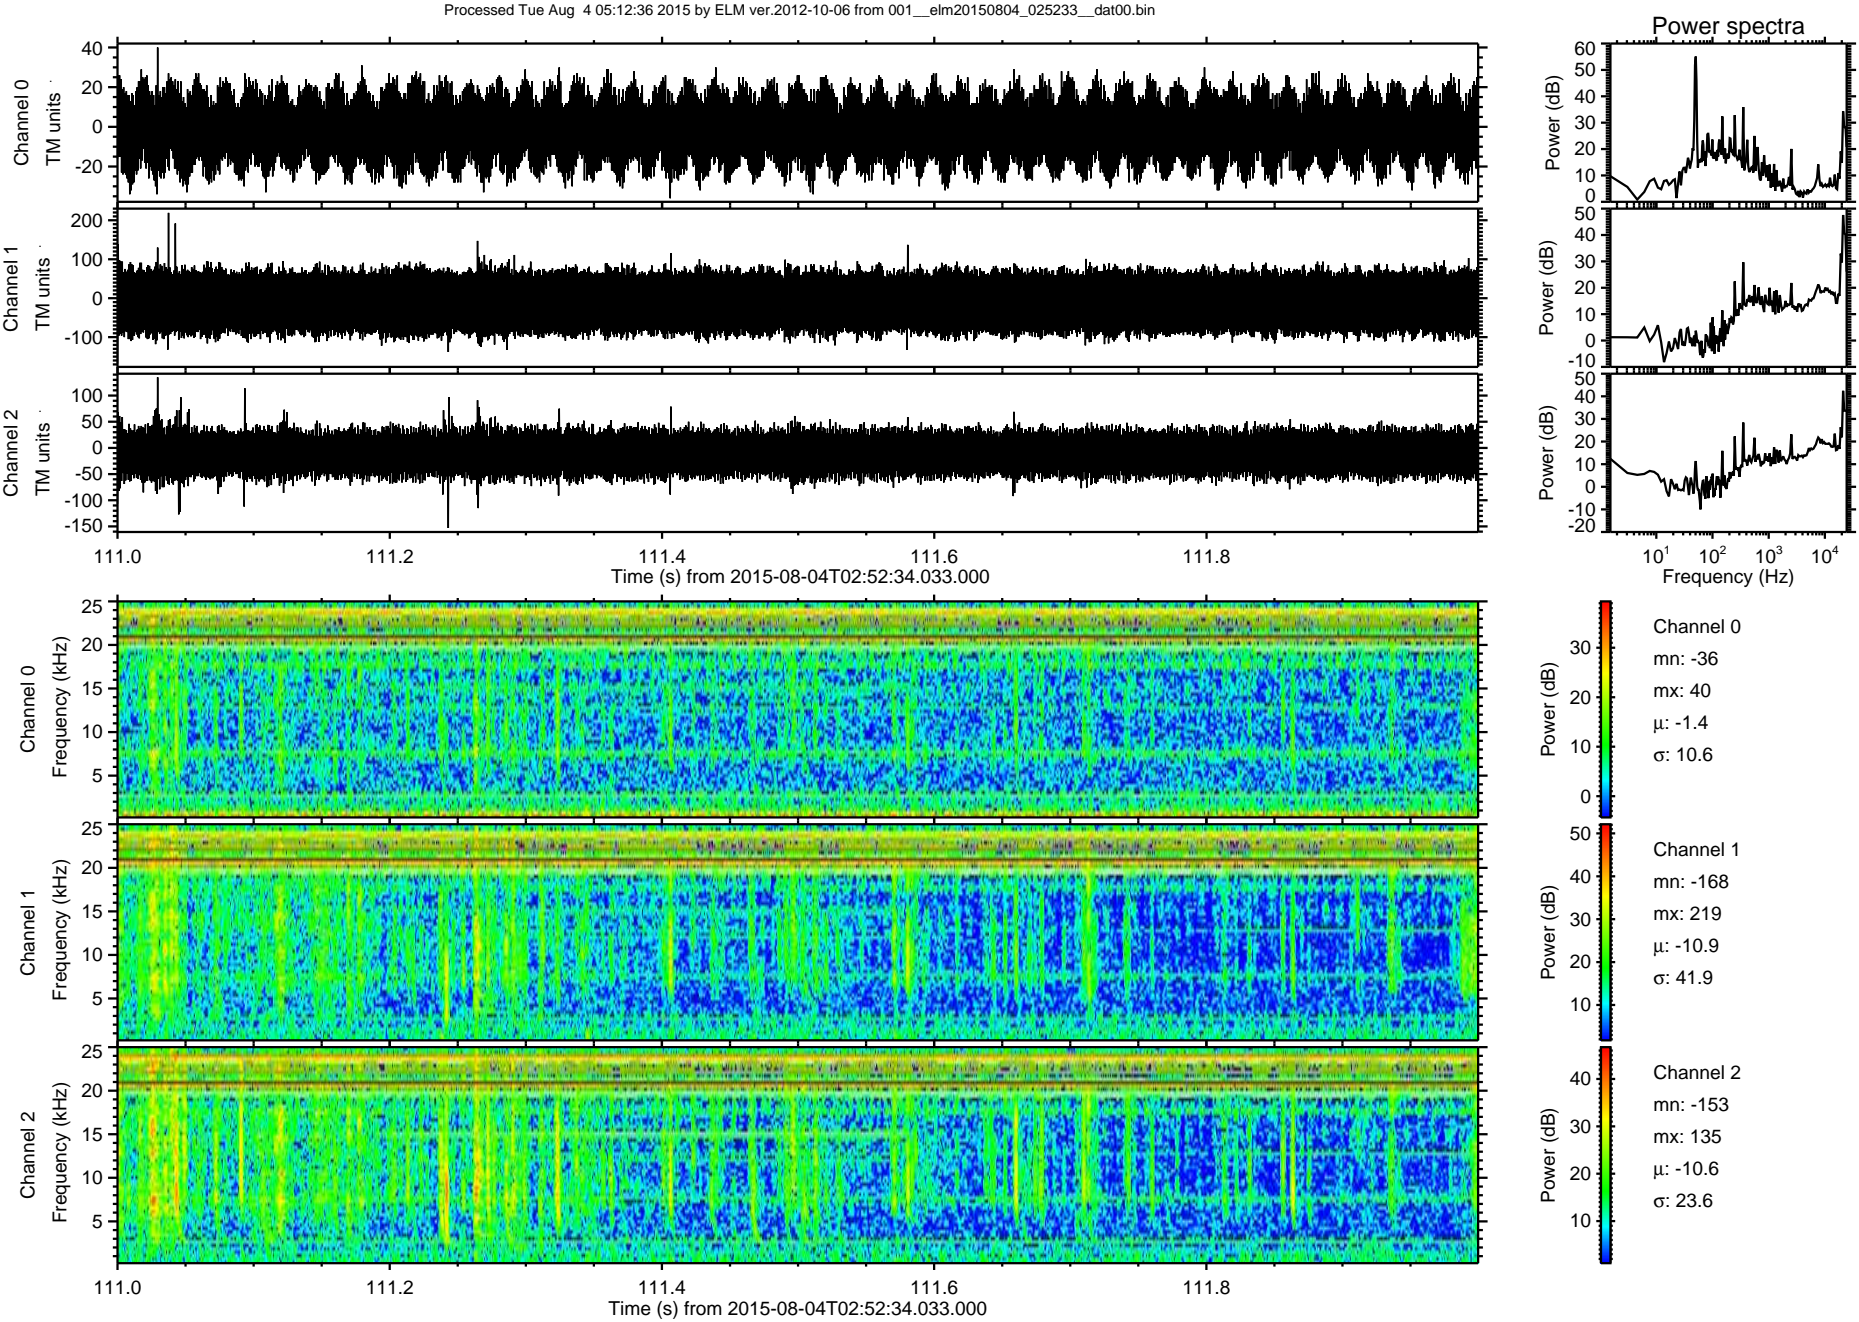 Processed Tue Aug  4 05:12:36 2015 by ELM ver.2012-10-06 from 001__elm20150804_025233__dat00.bin
Power spectra
Channel 0
TM units
40
20
0
-20
Power (dB)
60
50
40
30
20
10
0
Channel 1
TM units
200
100
0
-100
Power (dB)
50
40
30
20
10
0
-10
Channel 2
TM units
100
50
0
-50
-100
-150
Power (dB)
50
40
30
20
10
0
-10
-20
111.0 111.2 111.4 111.6 111.8
Time (s) from 2015-08-04T02:52:34.033.000
10¹ 10² 10³ 10⁴
Frequency (Hz)
Channel 0
Frequency (kHz)
25
20
15
10
5
Power (dB)
30
20
10
0
Channel 0
mn: -36
mx: 40
μ: -1.4
σ: 10.6
Channel 1
Frequency (kHz)
25
20
15
10
5
Power (dB)
50
40
30
20
10
Channel 1
mn: -168
mx: 219
μ: -10.9
σ: 41.9
Channel 2
Frequency (kHz)
25
20
15
10
5
Power (dB)
40
30
20
10
Channel 2
mn: -153
mx: 135
μ: -10.6
σ: 23.6
111.0 111.2 111.4 111.6 111.8
Time (s) from 2015-08-04T02:52:34.033.000